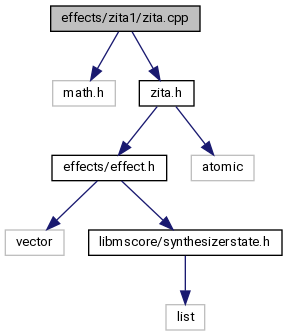 effects/zita1/zita.cpp
math.h
zita.h
effects/effect.h
atomic
vector
libmscore/synthesizerstate.h
list